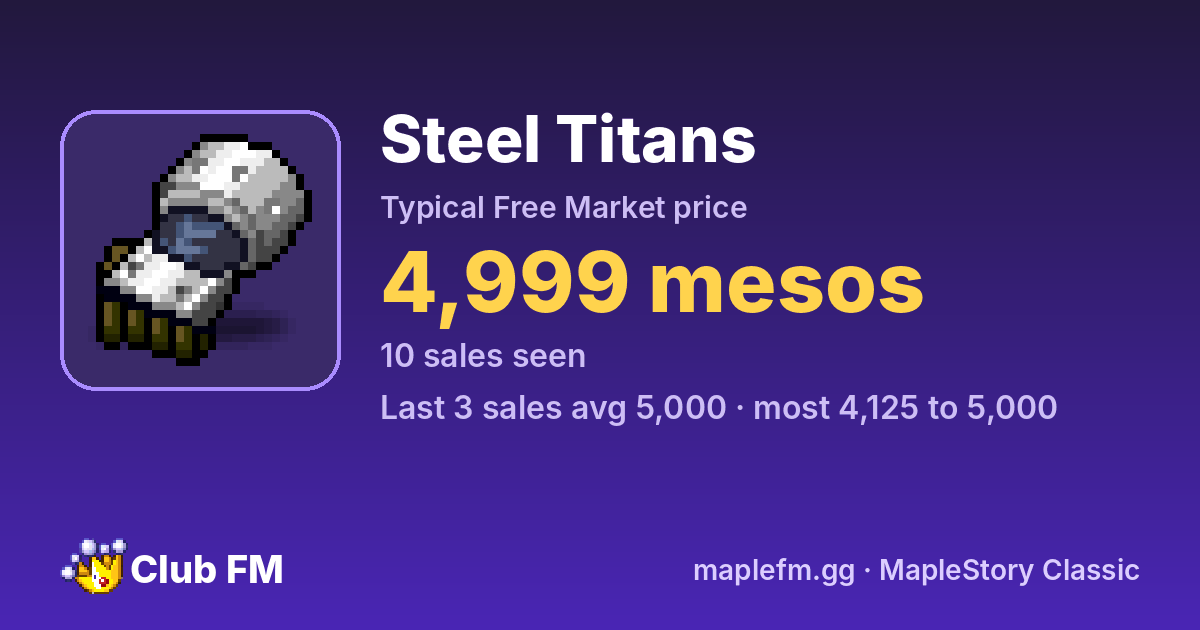 Steel Titans
Typical Free Market price
4,999 mesos
10 sales seen
Last 3 sales avg 5,000 · most 4,125 to 5,000
Club FM
maplefm.gg · MapleStory Classic